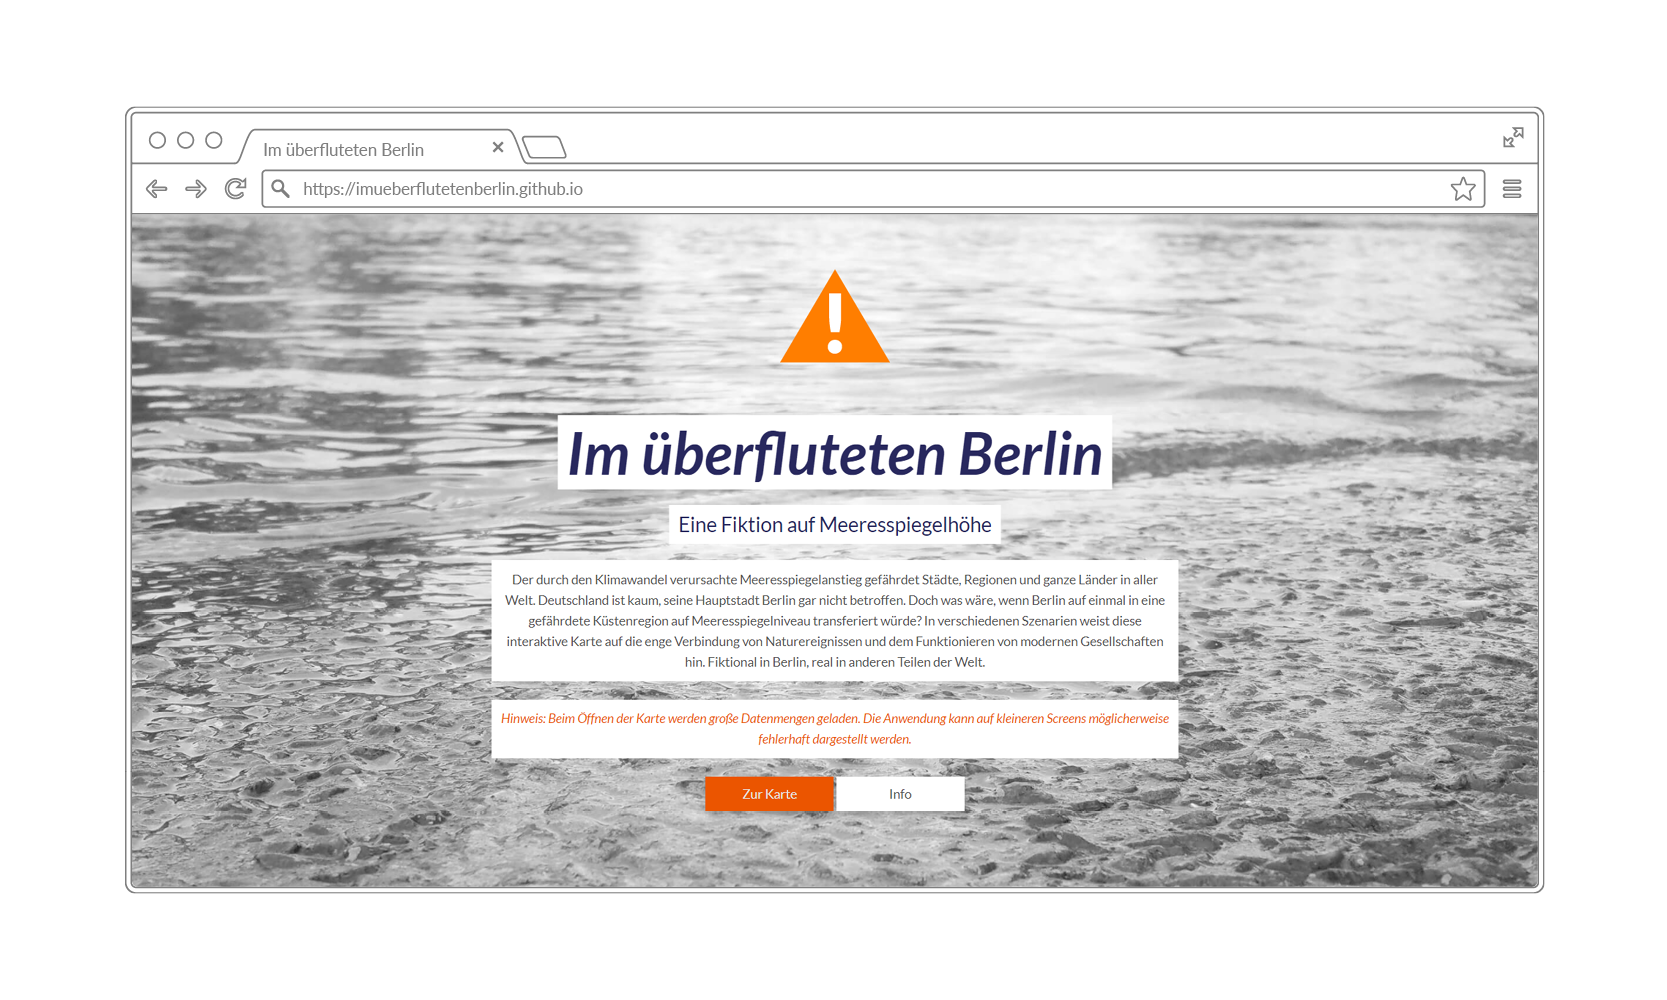 Im überfluteten Berlin
https://imueberflutetenberlin.github.io
Im überfluteten Berlin
Eine Fiktion auf Meeresspiegelhöhe
Der durch den Klimawandel verursachte Meeresspiegelanstieg gefährdet Städte, Regionen und ganze Länder in aller
Welt. Deutschland ist kaum, seine Hauptstadt Berlin gar nicht betroffen. Doch was wäre, wenn Berlin auf einmal in eine
gefährdete Küstenregion auf Meeresspiegelniveau transferiert würde? In verschiedenen Szenarien weist diese
interaktive Karte auf die enge Verbindung von Naturereignissen und dem Funktionieren von modernen Gesellschaften
hin. Fiktional in Berlin, real in anderen Teilen der Welt.
Hinweis: Beim Öffnen der Karte werden große Datenmengen geladen. Die Anwendung kann auf kleineren Screens möglicherweise
fehlerhaft dargestellt werden.
Zur Karte
Info